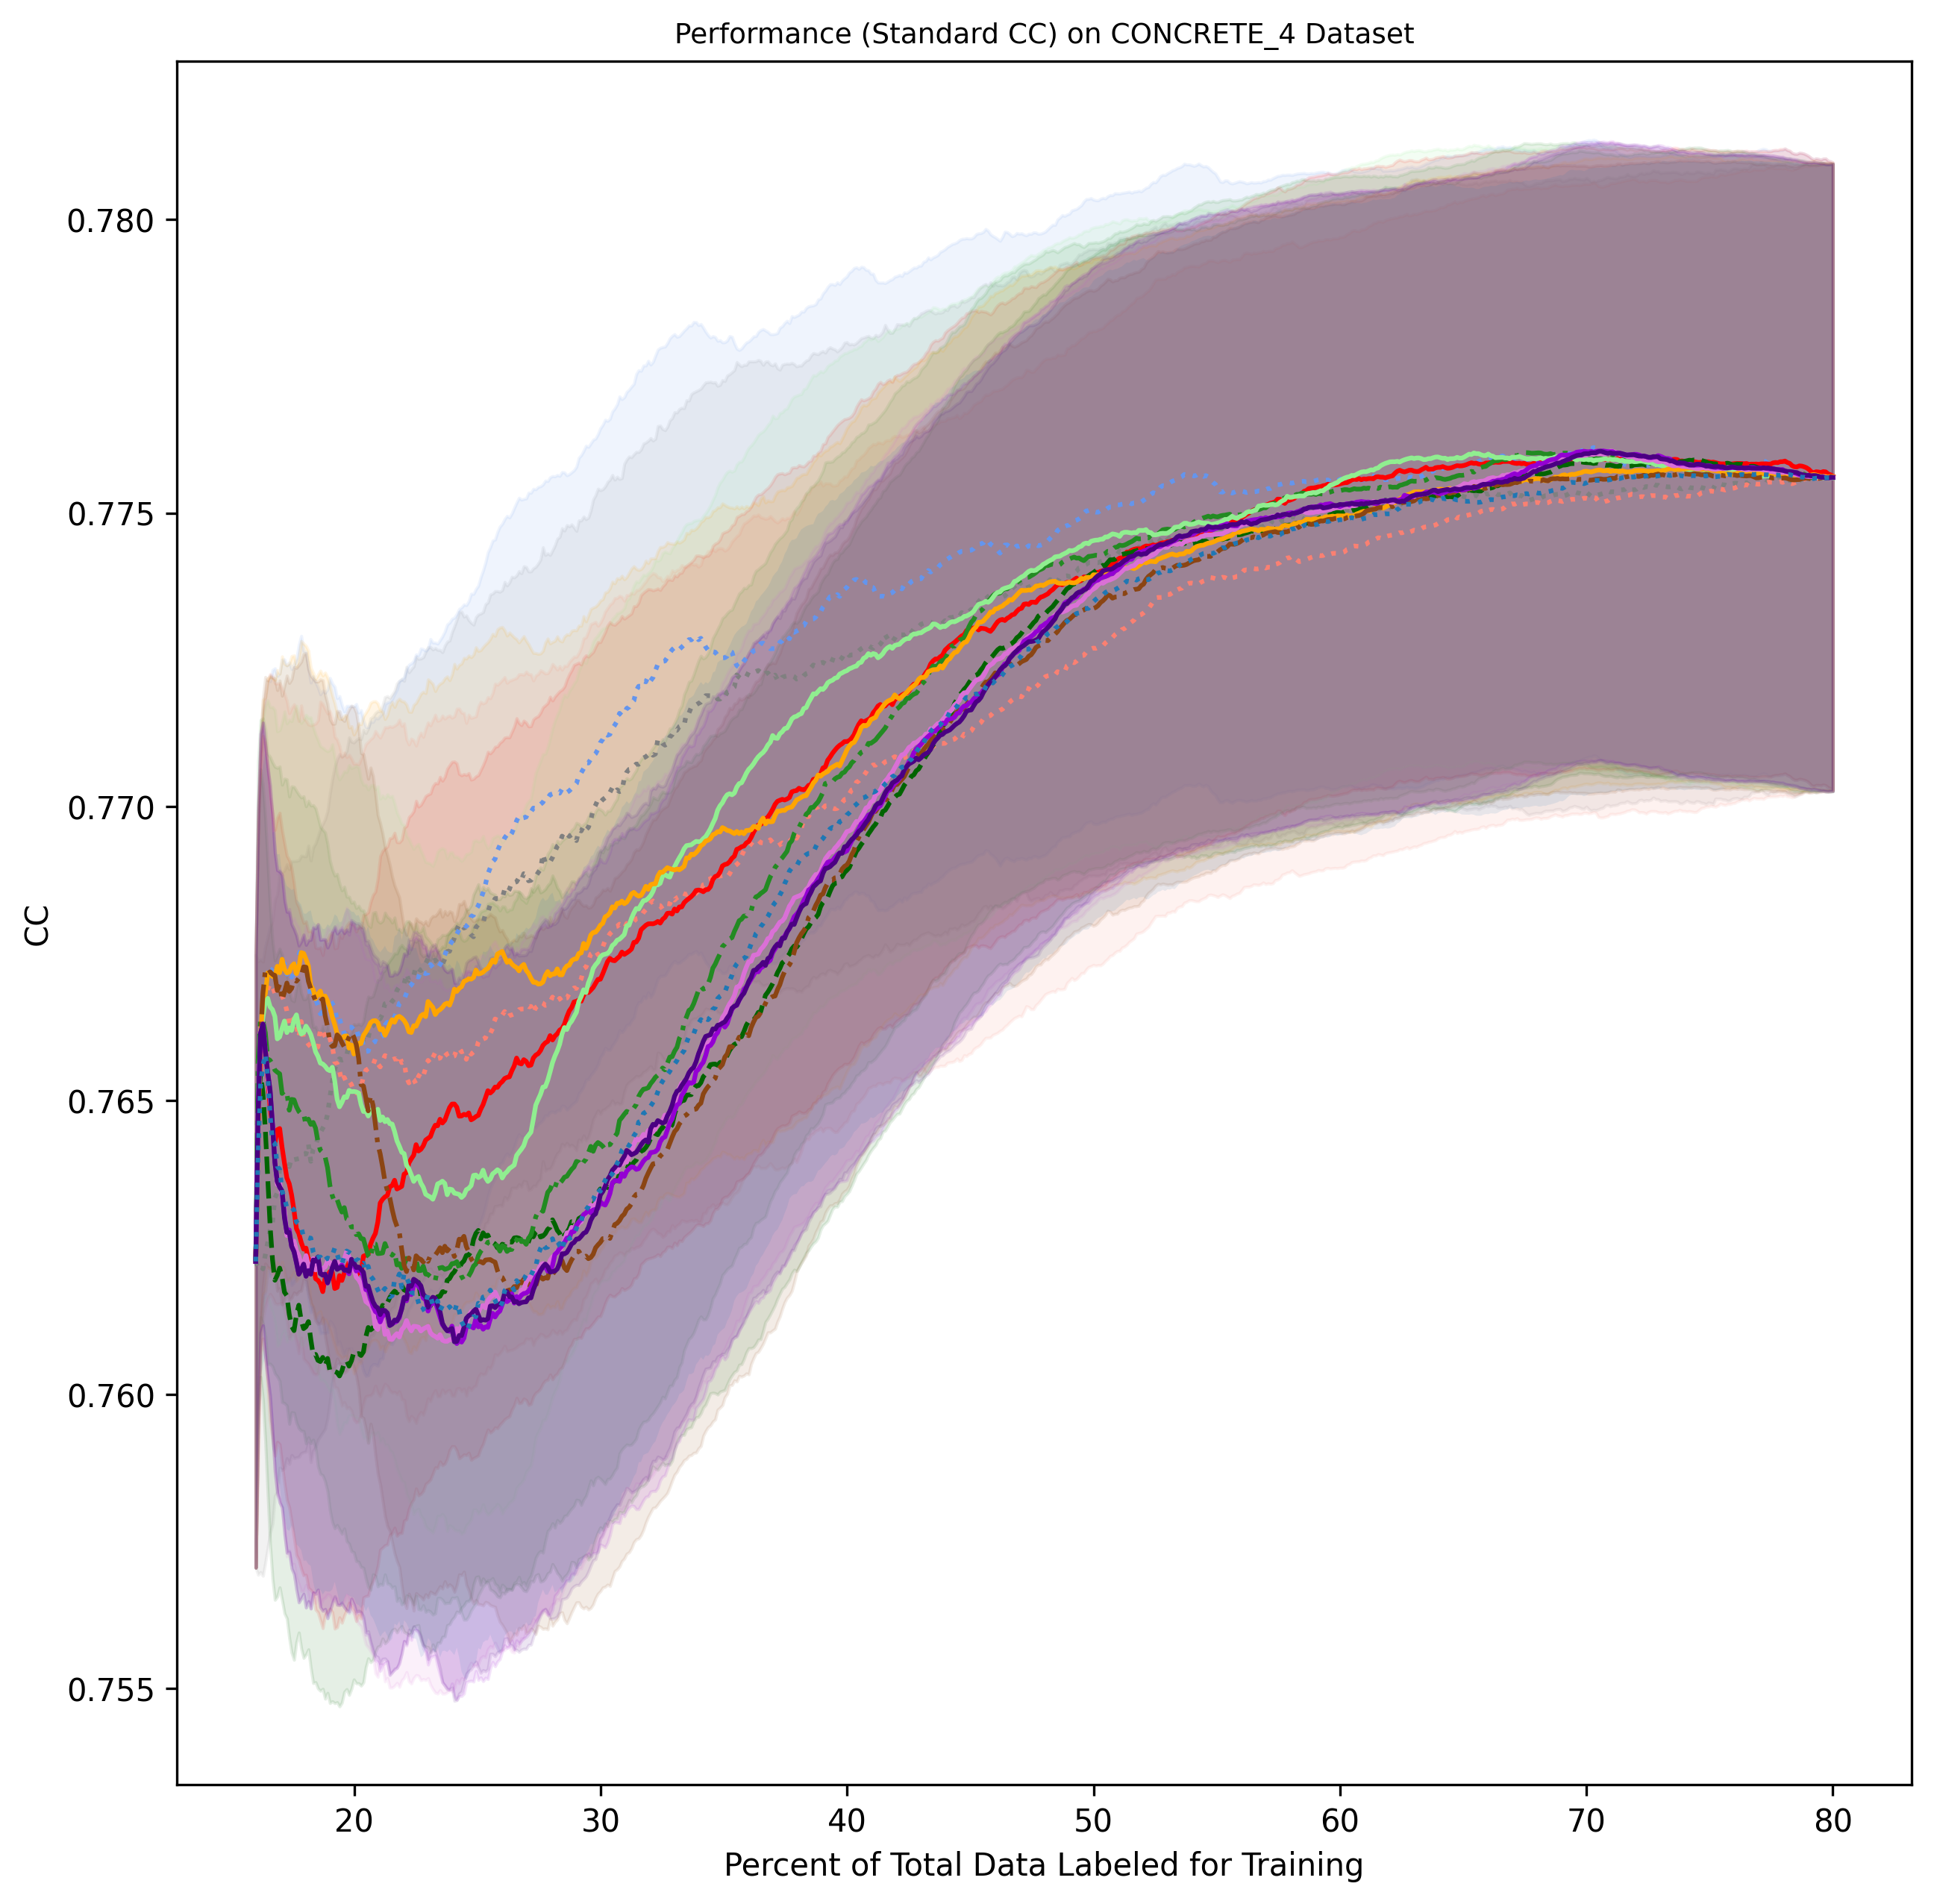 Performance (Standard CC) on CONCRETE_4 Dataset
0.780
0.775
0.770
0.765
0.760
0.755
CC
20 30 40 50 60 70 80
Percent of Total Data Labeled for Training